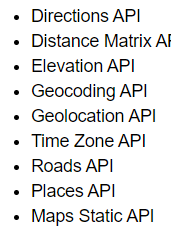 Directions API
Distance Matrix AP
Elevation API
Geocoding API
Geolocation API
Time Zone API
Roads API
Places API
Maps Static API